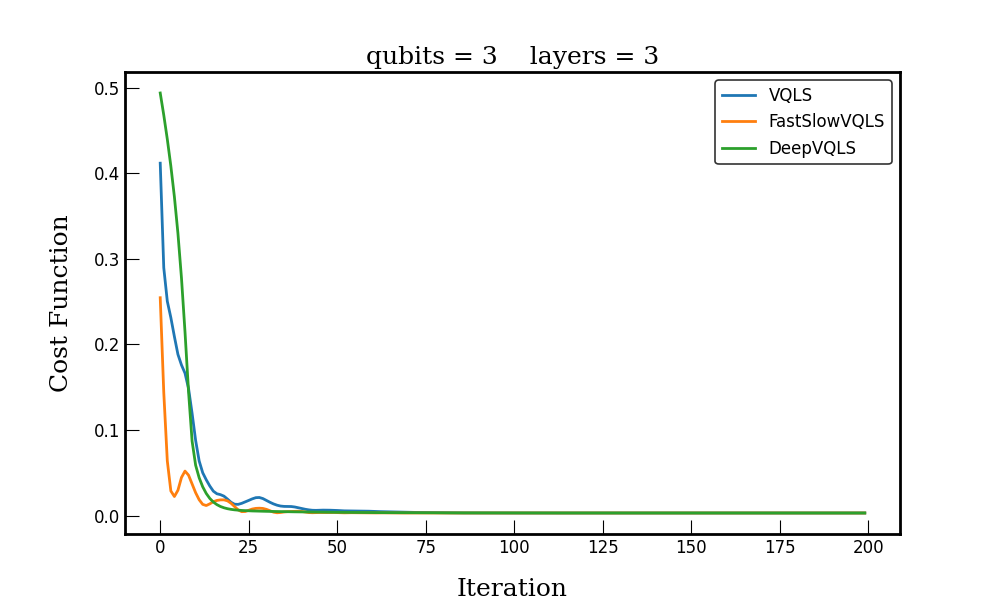 qubits = 3    layers = 3
VQLS
FastSlowVQLS
DeepVQLS
Cost Function
0.5
0.4
0.3
0.2
0.1
0.0
0 25 50 75 100 125 150 175 200
Iteration